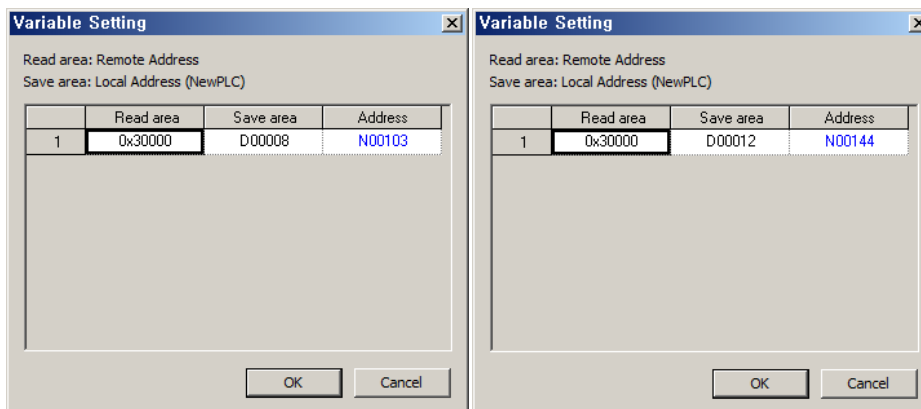 Variable Setting
Read area: Remote Address
Save area: Local Address (NewPLC)
Read area Save area Address
1 0x30000 D00008 N00103
OK Cancel
Variable Setting
Read area: Remote Address
Save area: Local Address (NewPLC)
Read area Save area Address
1 0x30000 D00012 N00144
OK Cancel